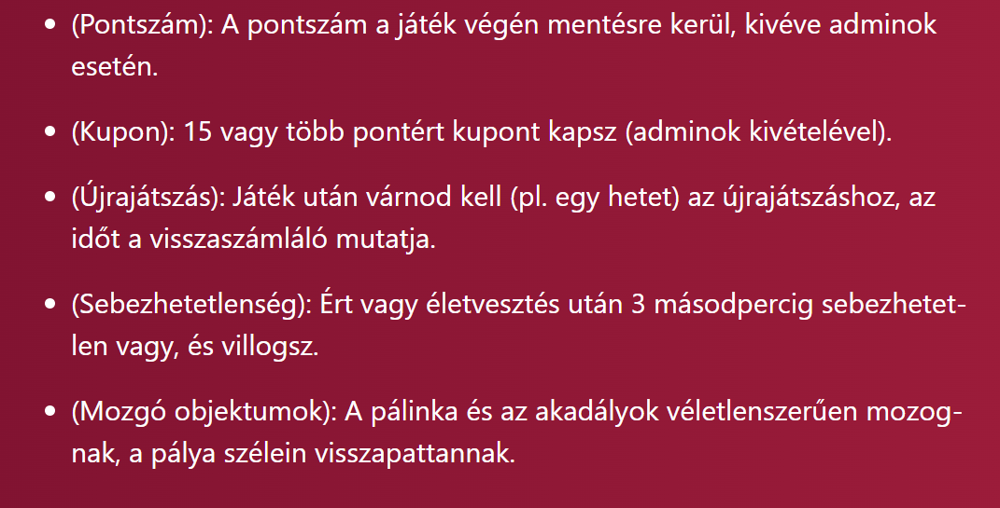 • (Pontszám): A pontszám a játék végén mentésre kerül, kivéve adminok
esetén.
• (Kupon): 15 vagy több pontért kupont kapsz (adminok kivételével).
• (Újrajátszás): Játék után várnod kell (pl. egy hetet) az újrajátszáshoz, az
időt a visszaszámláló mutatja.
• (Sebezhetetlenség): Ért vagy életvesztés után 3 másodpercig sebezhetet-
len vagy, és villogsz.
• (Mozgó objektumok): A pálinka és az akadályok véletlenszerűen mozog-
nak, a pálya szélein visszapattannak.